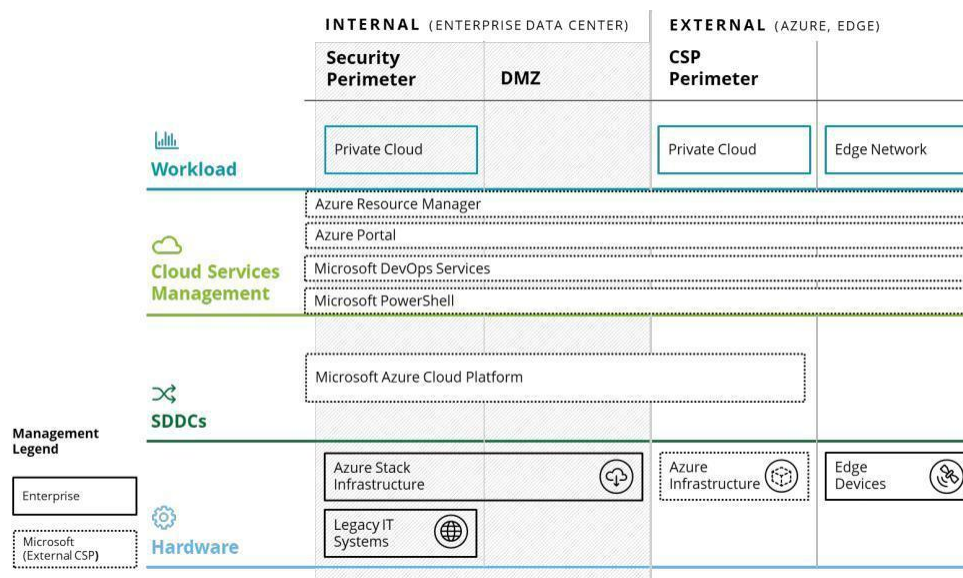 INTERNAL (ENTERPRISE DATA CENTER)
EXTERNAL (AZURE, EDGE)
Security
Perimeter
DMZ
CSP
Perimeter
Workload
Private Cloud
Private Cloud
Edge Network
Cloud Services
Management
Azure Resource Manager
Azure Portal
Microsoft DevOps Services
Microsoft PowerShell
SDDCs
Microsoft Azure Cloud Platform
Management
Legend
Enterprise
Microsoft
(External CSP)
Hardware
Azure Stack
Infrastructure
Azure
Infrastructure
Edge
Devices
Legacy IT
Systems